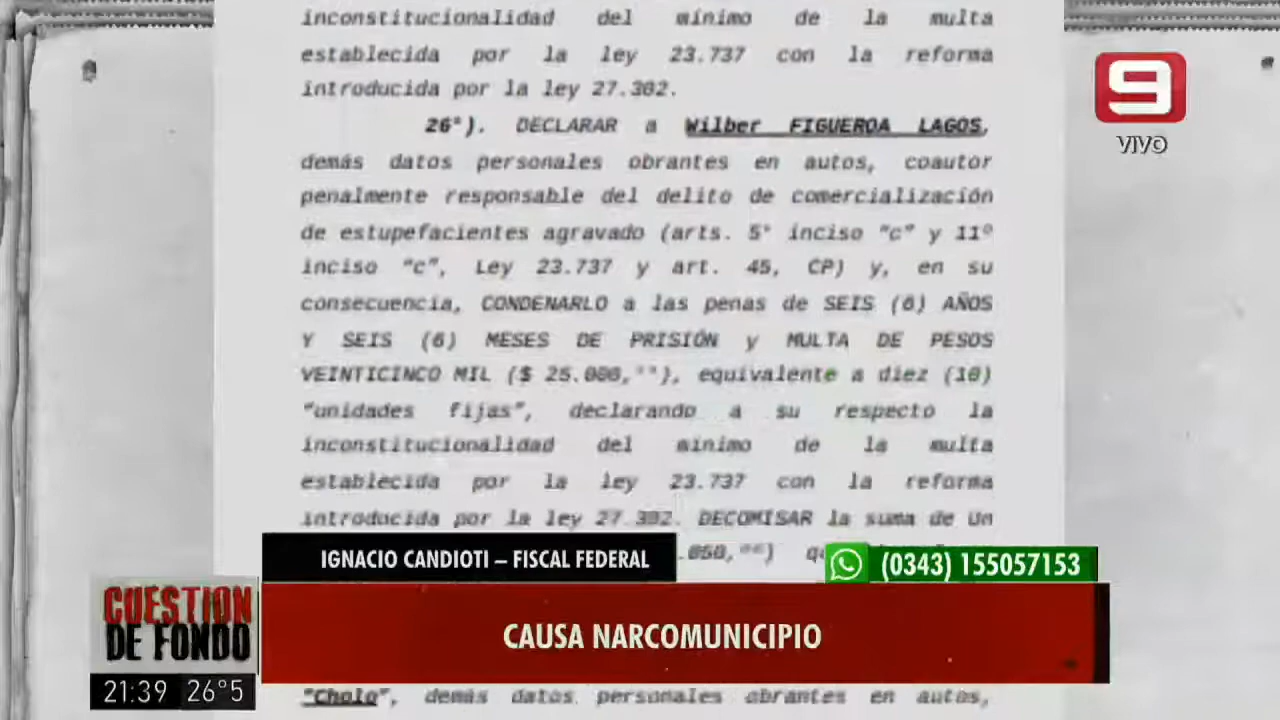 inconstitucionalidad del mínimo de la multa
establecida por la ley 23.737 con la reforma
introducida por la ley 27.302.
26°). DECLARAR a Wilber FIGUEROA LAGOS,
demás datos personales obrantes en autos, coautor
penalmente responsable del delito de comercialización
de estupefacientes agravado (arts. 5° inciso "c" y 11°
inciso "c", Ley 23.737 y art. 45, CP) y, en su
consecuencia, CONDENARLO a las penas de SEIS (6) AÑOS
Y SEIS (6) MESES DE PRISIÓN y MULTA DE PESOS
VEINTICINCO MIL ($ 25.000,°°), equivalente a diez (10)
"unidades fijas", declarando a su respecto la
inconstitucionalidad del mínimo de la multa
establecida por la ley 23.737 con la reforma
introducida por la ley 27.302. DECOMISAR la suma de Un
.050,°°)
9
VIVO
IGNACIO CANDIOTI – FISCAL FEDERAL
(0343) 155057153
CUESTION
DE FONDO
CAUSA NARCOMUNICIPIO
21:39 26°5
"Cholo", demás datos personales obrantes en autos,